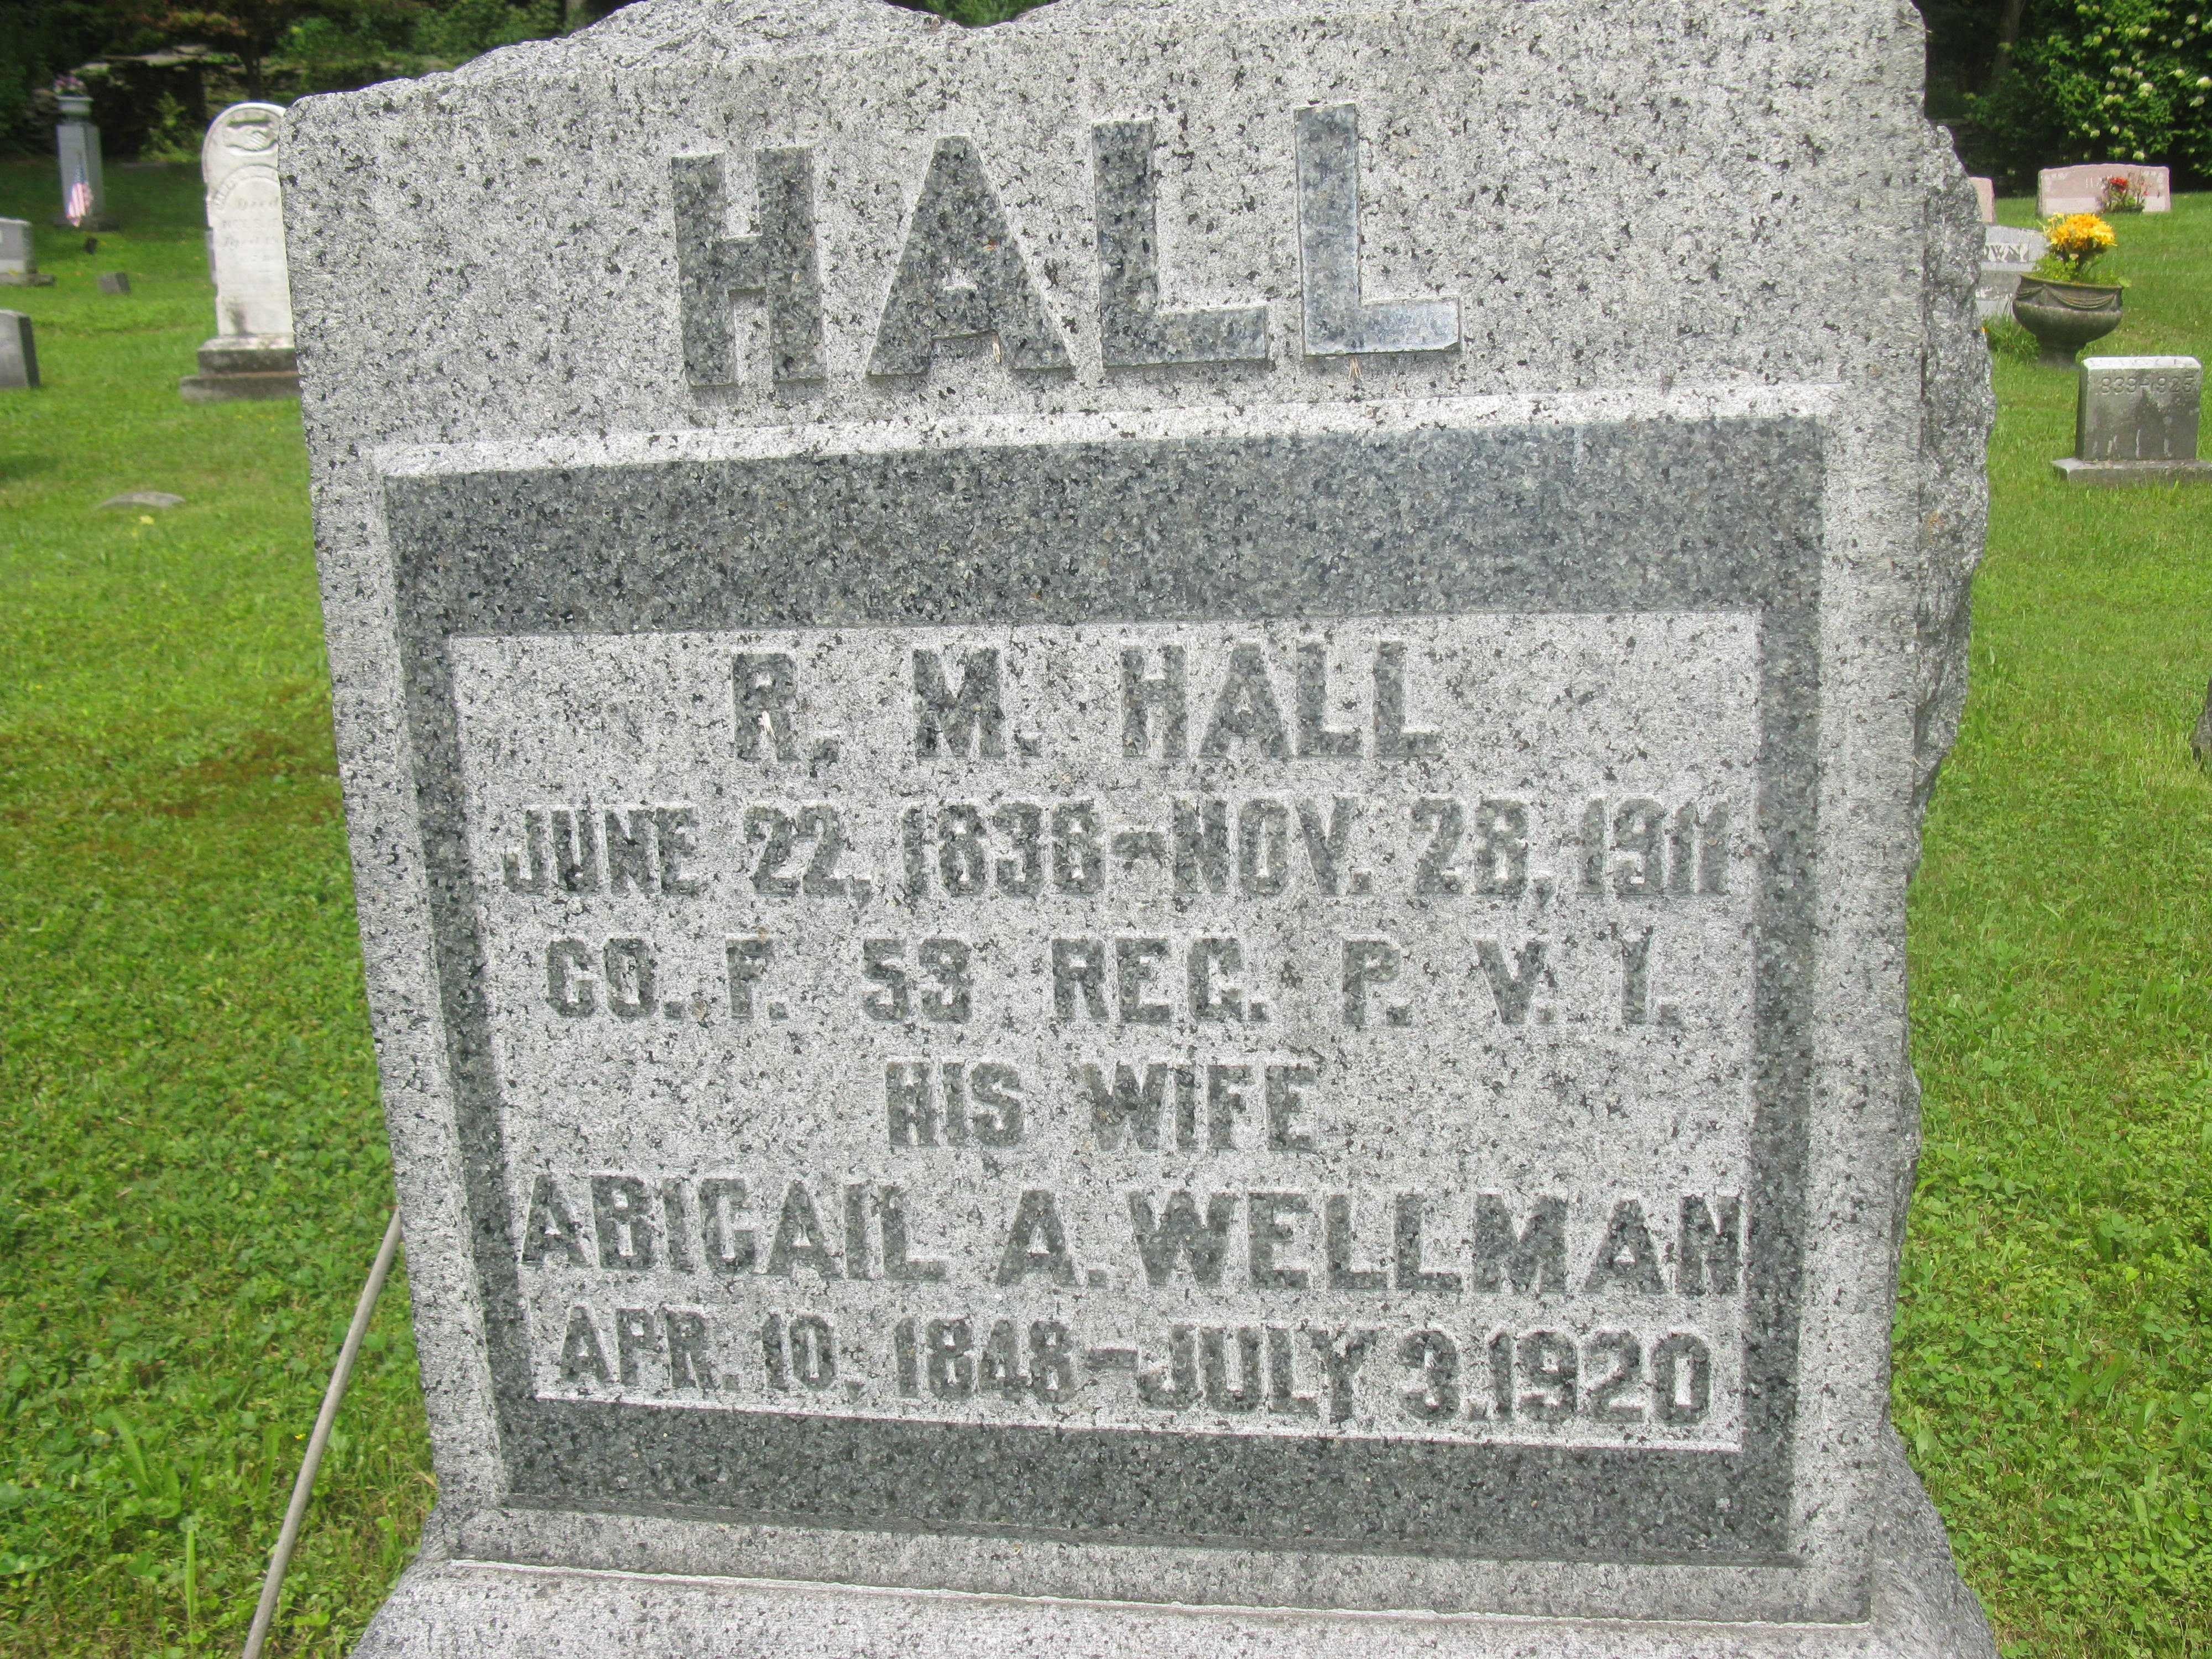 HALL
R. M. HALL
JUNE 22, 1838-NOV. 28, 1911
CO. F. 53 REG. P. V. I.
HIS WIFE
ABIGAIL A. WELLMAN
APR. 10, 1848-JULY 3, 1920